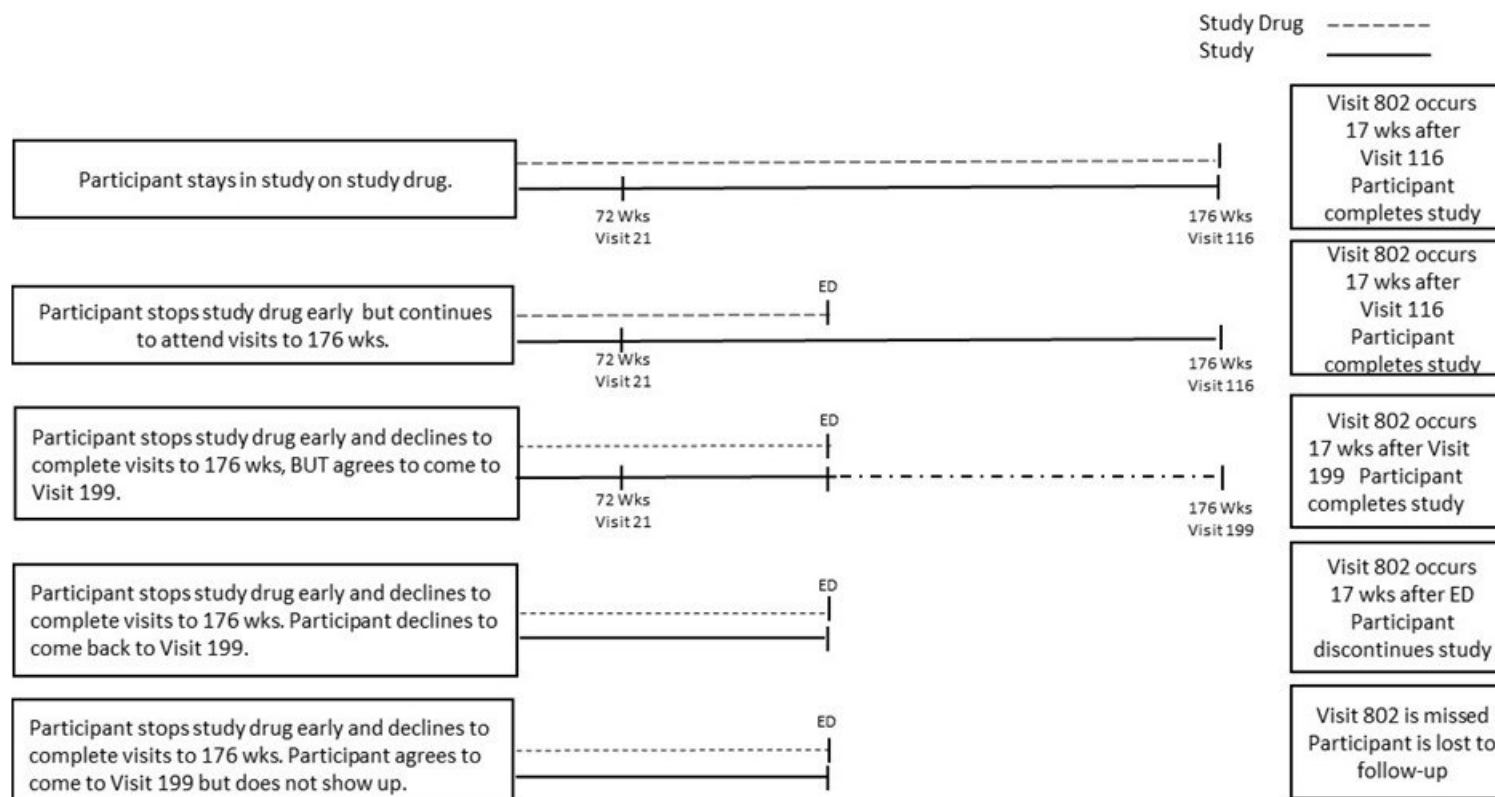 Study Drug
Study
Participant stays in study on study drug.
72 Wks
Visit 21
176 Wks
Visit 116
Visit 802 occurs
17 wks after
Visit 116
Participant
completes study
Participant stops study drug early but continues
to attend visits to 176 wks.
ED
72 Wks
Visit 21
176 Wks
Visit 116
Visit 802 occurs
17 wks after
Visit 116
Participant
completes study
Participant stops study drug early and declines to
complete visits to 176 wks, BUT agrees to come to
Visit 199.
ED
72 Wks
Visit 21
176 Wks
Visit 199
Visit 802 occurs
17 wks after Visit
199 Participant
completes study
Participant stops study drug early and declines to
complete visits to 176 wks. Participant declines to
come back to Visit 199.
ED
Visit 802 occurs
17 wks after ED
Participant
discontinues study
Participant stops study drug early and declines to
complete visits to 176 wks. Participant agrees to
come to Visit 199 but does not show up.
ED
Visit 802 is missed
Participant is lost to
follow-up